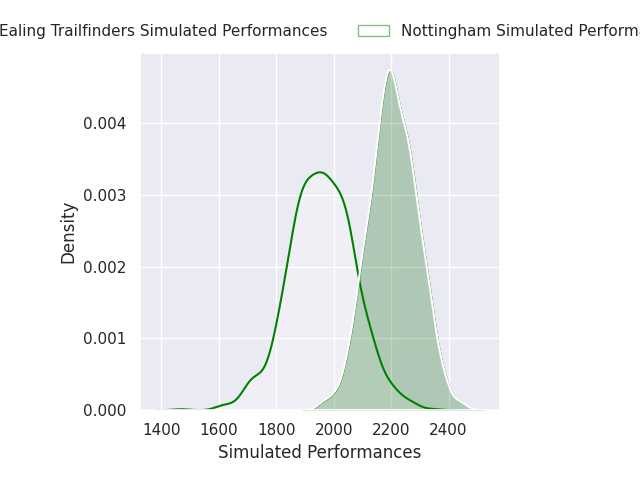 Ealing Trailfinders Simulated Performances Nottingham Simulated
0.004
0.003
0.002
0.001
0.000
Density
1400 1600 1800 2000 2200 2400
Simulated Performances